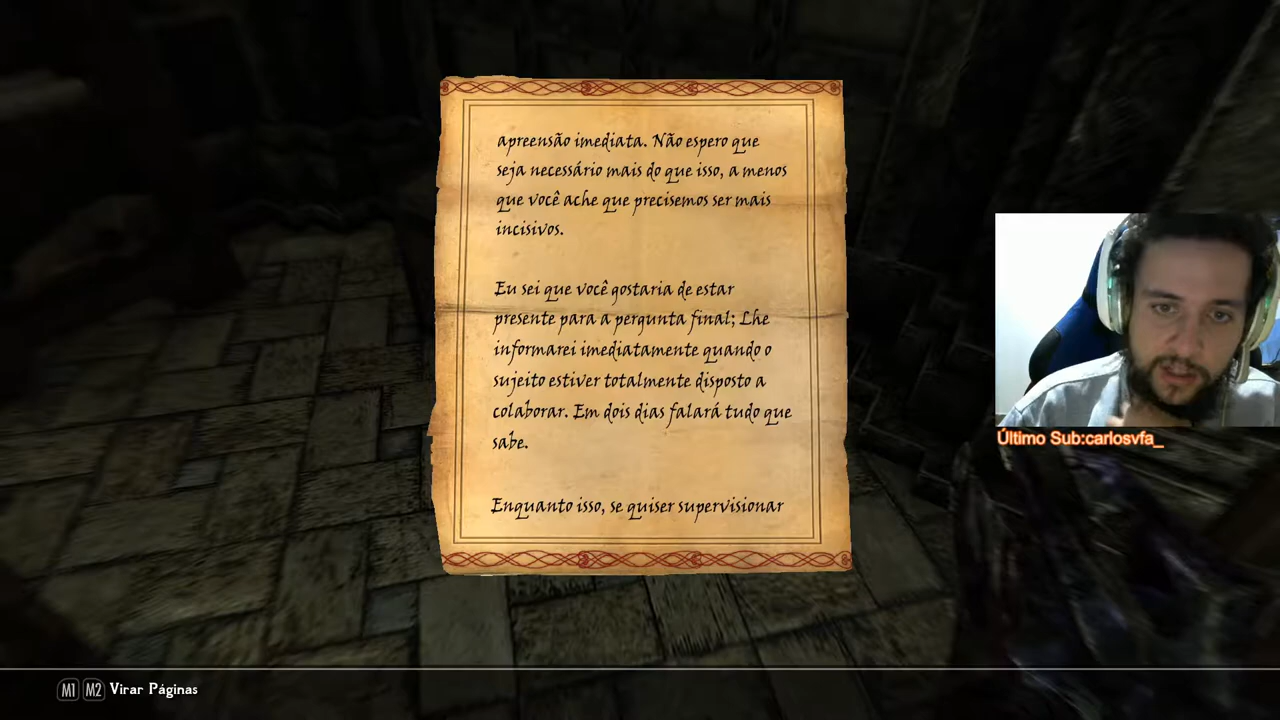 apreensão imediata. Não espero que
seja necessário mais do que isso, a menos
que você ache que precisemos ser mais
incisivos.
Eu sei que você gostaria de estar
presente para a pergunta final; Lhe
informarei imediatamente quando o
sujeito estiver totalmente disposto a
colaborar. Em dois dias falará tudo que
sabe.
Enquanto isso, se quiser supervisionar
Último Sub:carlosvfa_
M1 M2 Virar Páginas